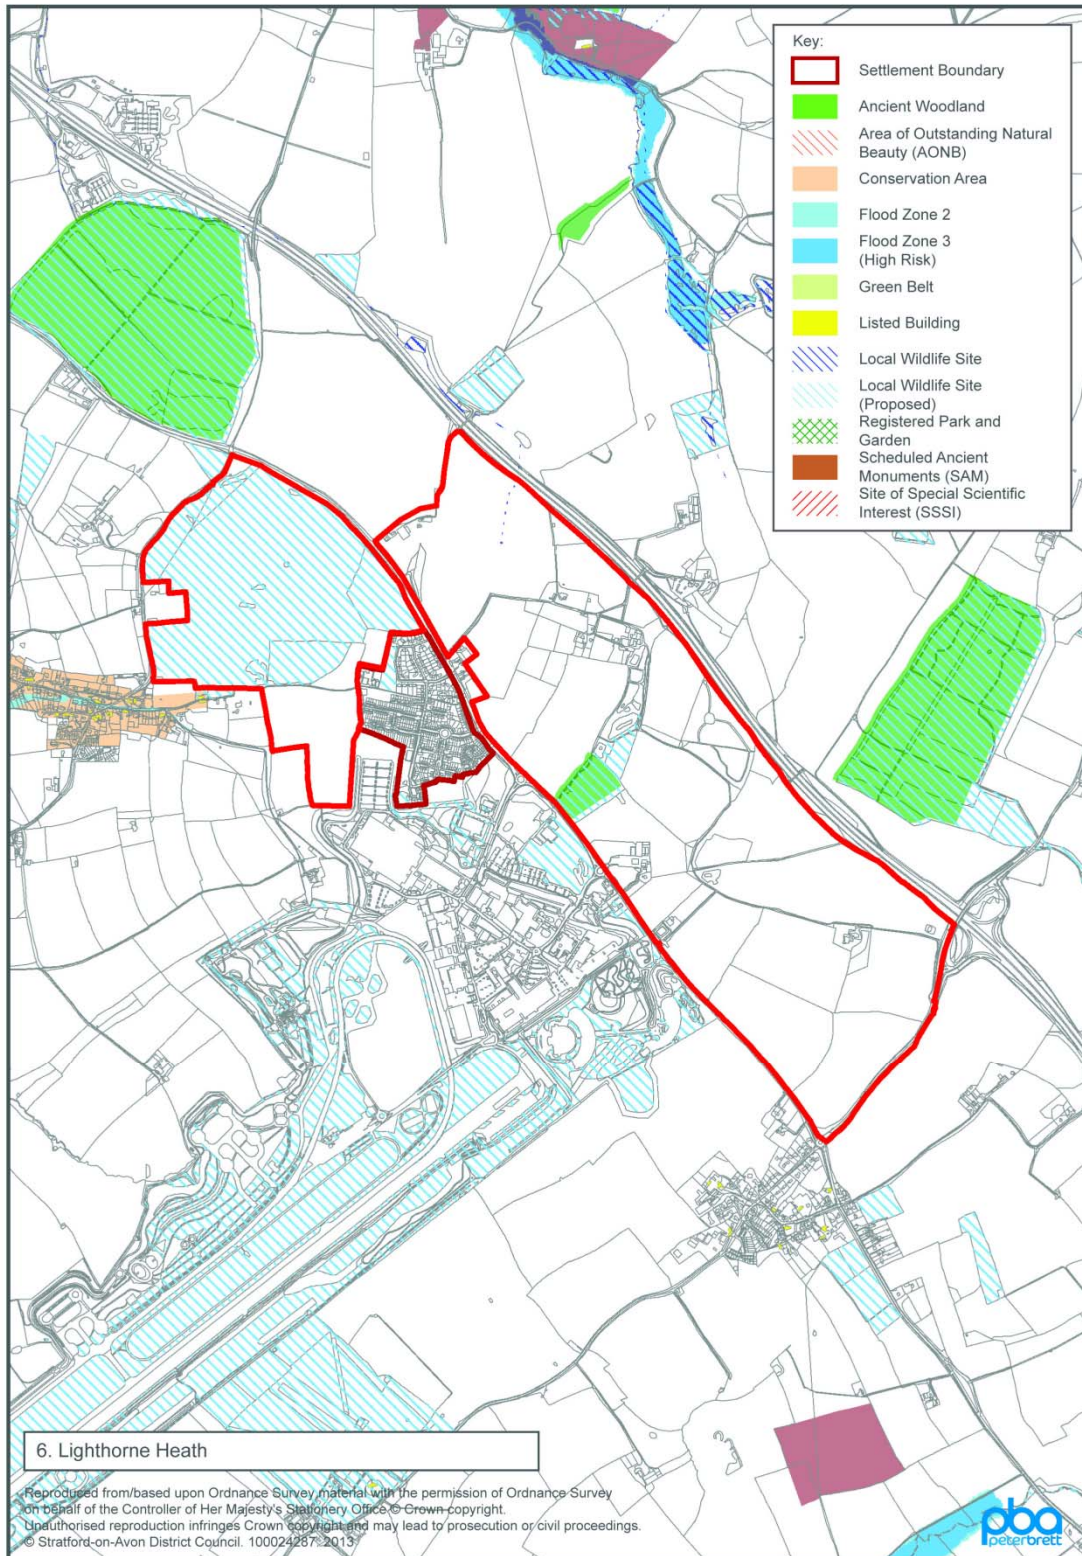 Key:
Settlement Boundary
Ancient Woodland
Area of Outstanding Natural
Beauty (AONB)
Conservation Area
Flood Zone 2
Flood Zone 3
(High Risk)
Green Belt
Listed Building
Local Wildlife Site
Local Wildlife Site
(Proposed)
Registered Park and
Garden
Scheduled Ancient
Monuments (SAM)
Site of Special Scientific
Interest (SSSI)
6. Lighthorne Heath
Reproduced from/based upon Ordnance Survey material with the permission of Ordnance Survey
on behalf of the Controller of Her Majesty's Stationery Office © Crown copyright.
Unauthorised reproduction infringes Crown copyright and may lead to prosecution or civil proceedings.
© Stratford-on-Avon District Council. 100024287. 2013
pba
peterbrett